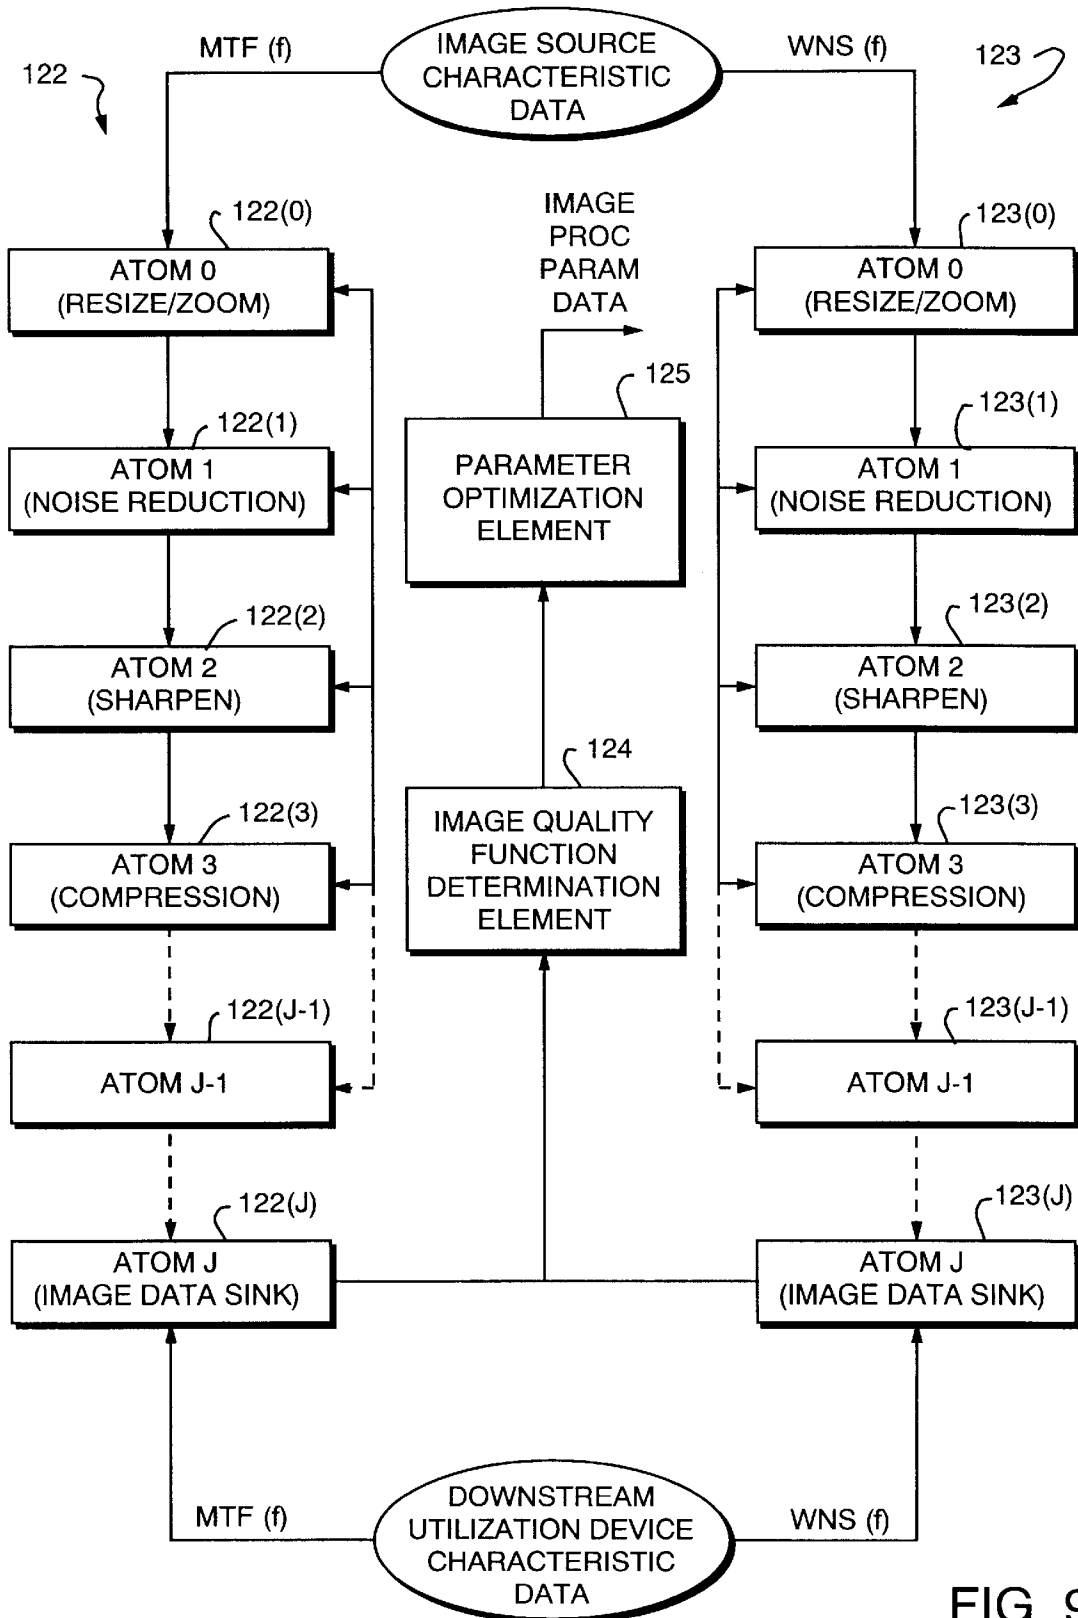 MTF (f)
IMAGE SOURCE
CHARACTERISTIC
DATA
WNS (f)
122
123
IMAGE
PROC
PARAM
DATA
122(0)
ATOM 0
(RESIZE/ZOOM)
123(0)
ATOM 0
(RESIZE/ZOOM)
125
PARAMETER
OPTIMIZATION
ELEMENT
122(1)
ATOM 1
(NOISE REDUCTION)
123(1)
ATOM 1
(NOISE REDUCTION)
122(2)
ATOM 2
(SHARPEN)
123(2)
ATOM 2
(SHARPEN)
124
IMAGE QUALITY
FUNCTION
DETERMINATION
ELEMENT
122(3)
ATOM 3
(COMPRESSION)
123(3)
ATOM 3
(COMPRESSION)
122(J-1)
ATOM J-1
123(J-1)
ATOM J-1
122(J)
ATOM J
(IMAGE DATA SINK)
123(J)
ATOM J
(IMAGE DATA SINK)
MTF (f)
DOWNSTREAM
UTILIZATION DEVICE
CHARACTERISTIC
DATA
WNS (f)
FIG. 9